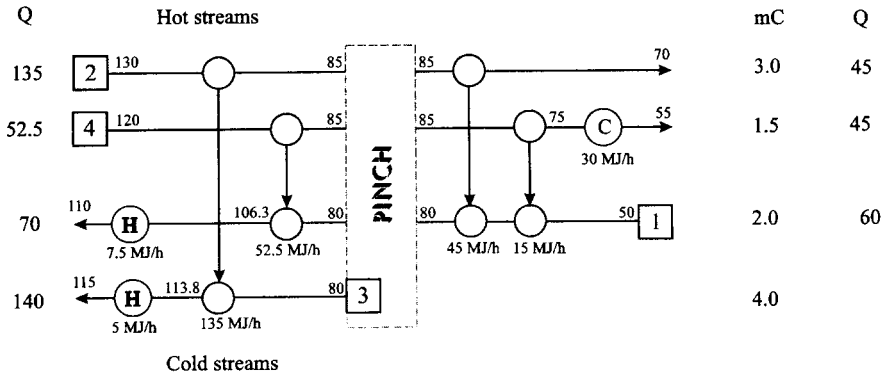 Q Hot streams mC Q
135 2 130 85 85 70 3.0 45
52.5 4 120 85 85 75 C 55 1.5 45
30 MJ/h
PINCH
70 110 H 106.3 80 80 50 1 2.0 60
7.5 MJ/h 52.5 MJ/h 45 MJ/h 15 MJ/h
140 115 H 113.8 80 3 4.0
5 MJ/h 135 MJ/h
Cold streams